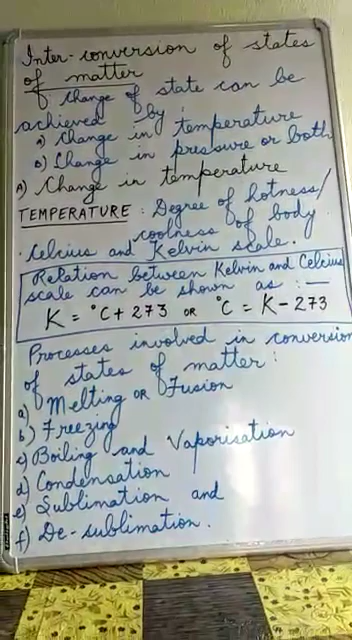 Inter-conversion of states
of matter
Change of state can be
achieved by :
a) Change in temperature
b) Change in pressure or both
A) Change in temperature
TEMPERATURE : Degree of hotness/
coolness of body
· Celcius and Kelvin scale.
Relation between Kelvin and Celcius
scale can be shown as : —
K = °C + 273 OR °C = K - 273
Processes involved in conversion
of states of matter :
a) Melting OR Fusion
b) Freezing
c) Boiling and Vaporisation
d) Condensation
e) Sublimation and
f) De-sublimation.